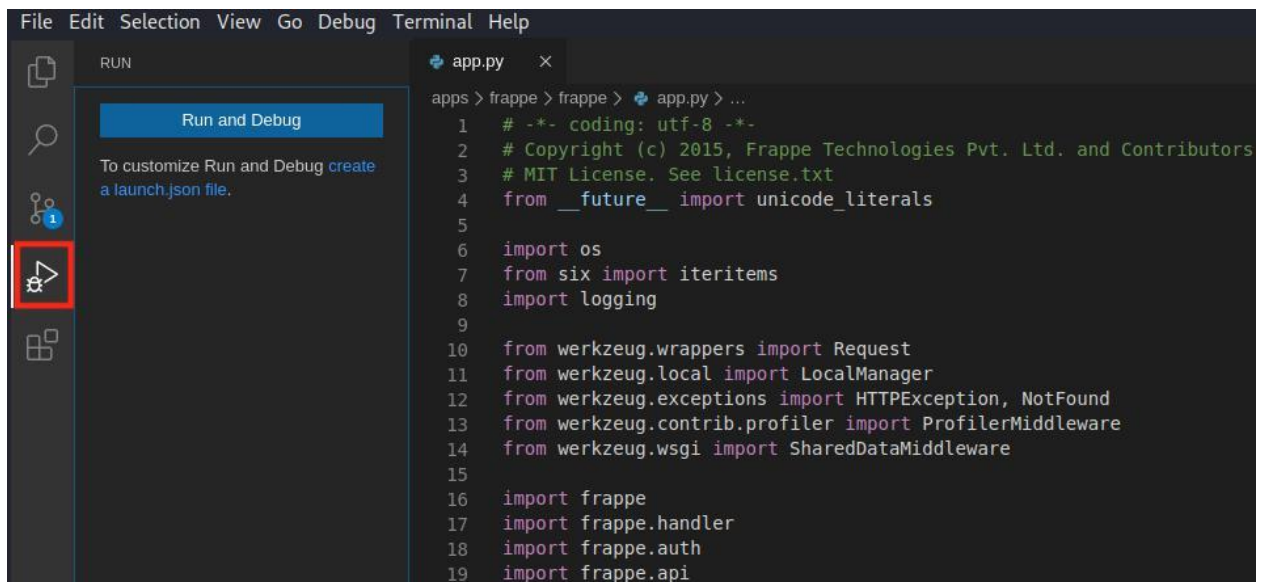 File Edit Selection View Go Debug Terminal Help
RUN
Run and Debug
To customize Run and Debug create
a launch.json file.
1
app.py ×
apps > frappe > frappe > app.py > ...
1 # -*- coding: utf-8 -*-
2 # Copyright (c) 2015, Frappe Technologies Pvt. Ltd. and Contributors
3 # MIT License. See license.txt
4 from __future__ import unicode_literals
5
6 import os
7 from six import iteritems
8 import logging
9
10 from werkzeug.wrappers import Request
11 from werkzeug.local import LocalManager
12 from werkzeug.exceptions import HTTPException, NotFound
13 from werkzeug.contrib.profiler import ProfilerMiddleware
14 from werkzeug.wsgi import SharedDataMiddleware
15
16 import frappe
17 import frappe.handler
18 import frappe.auth
19 import frappe.api